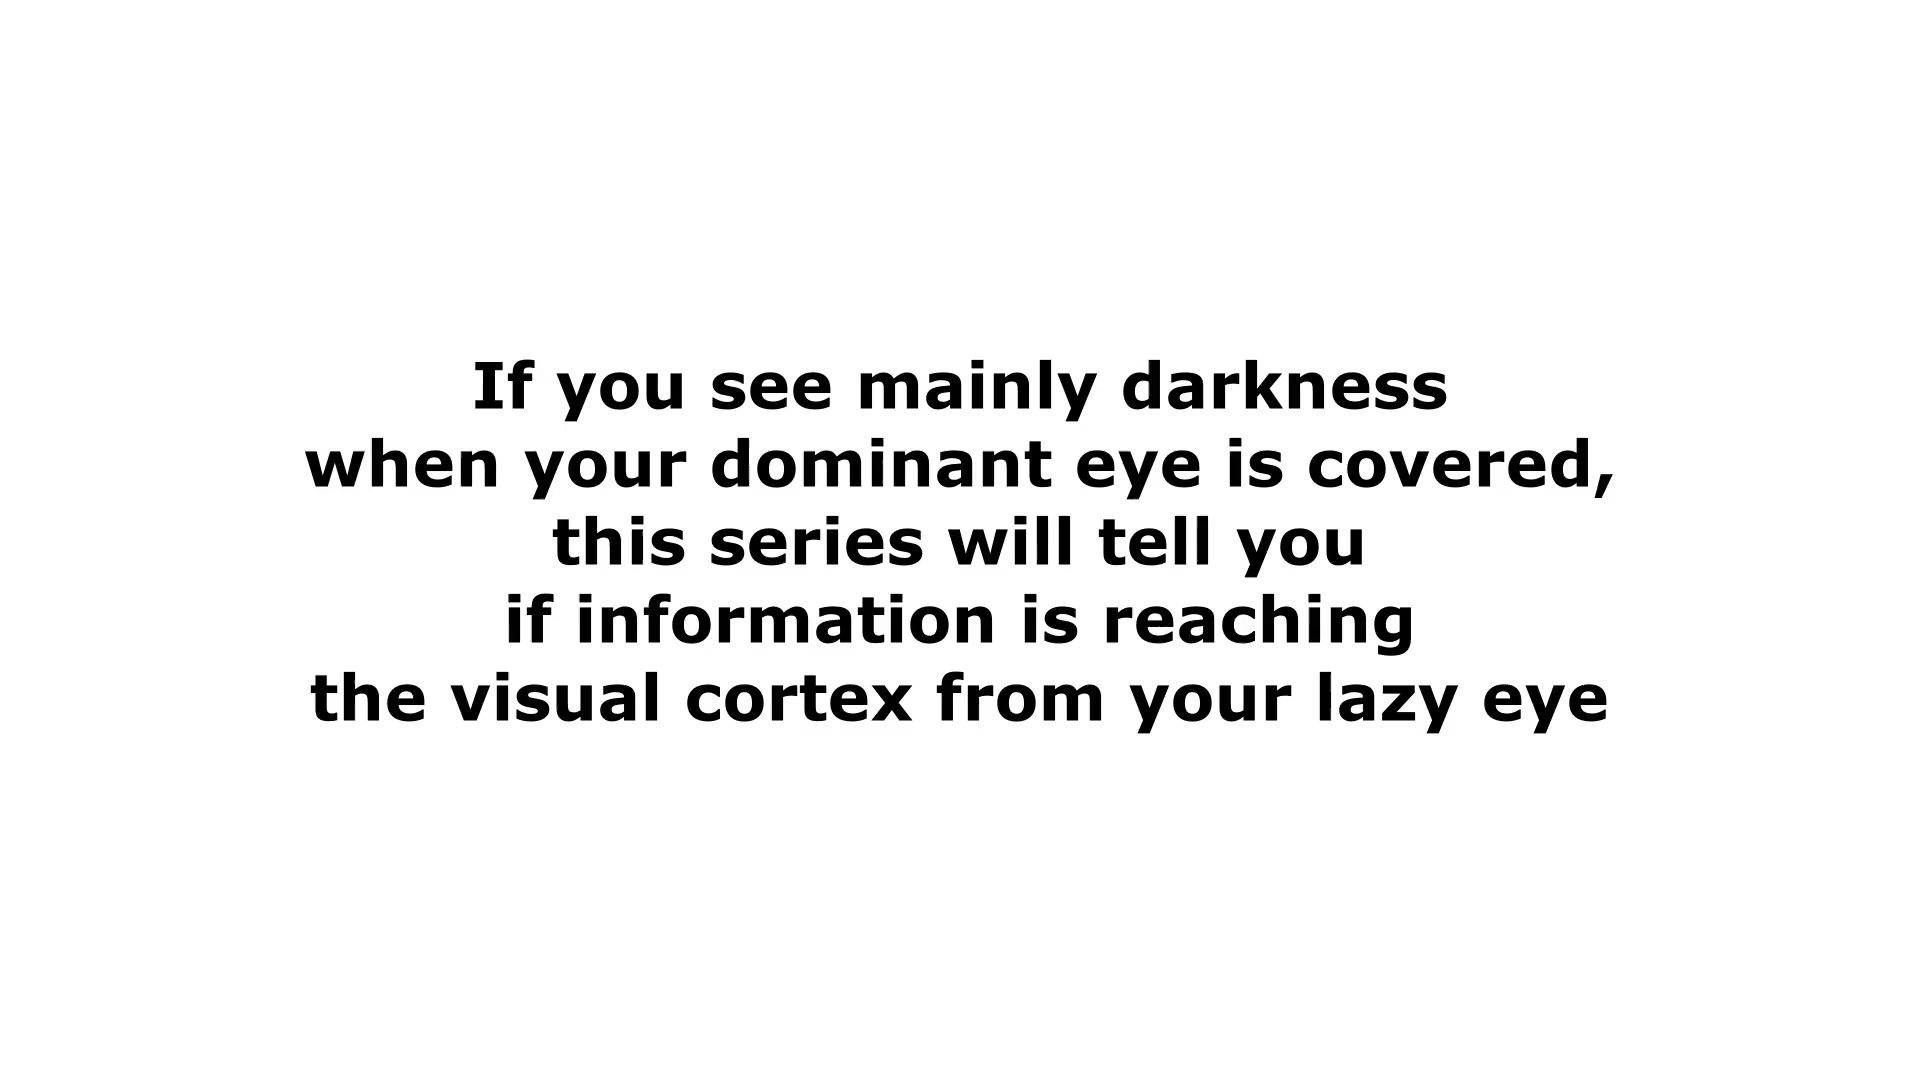 If you see mainly darkness
when your dominant eye is covered,
this series will tell you
if information is reaching
the visual cortex from your lazy eye